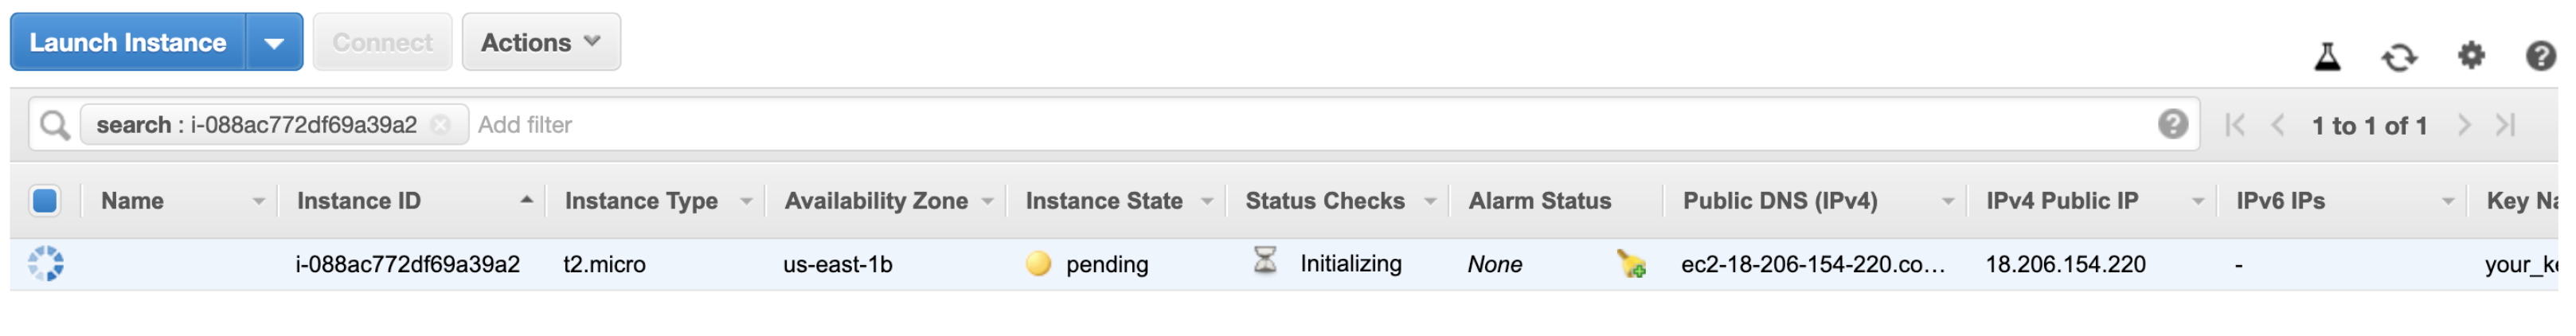 Launch Instance Connect Actions
search : i-088ac772df69a39a2 Add filter 1 to 1 of 1
Name Instance ID Instance Type Availability Zone Instance State Status Checks Alarm Status Public DNS (IPv4) IPv4 Public IP IPv6 IPs Key Na
i-088ac772df69a39a2 t2.micro us-east-1b pending Initializing None ec2-18-206-154-220.co… 18.206.154.220 - your_ke